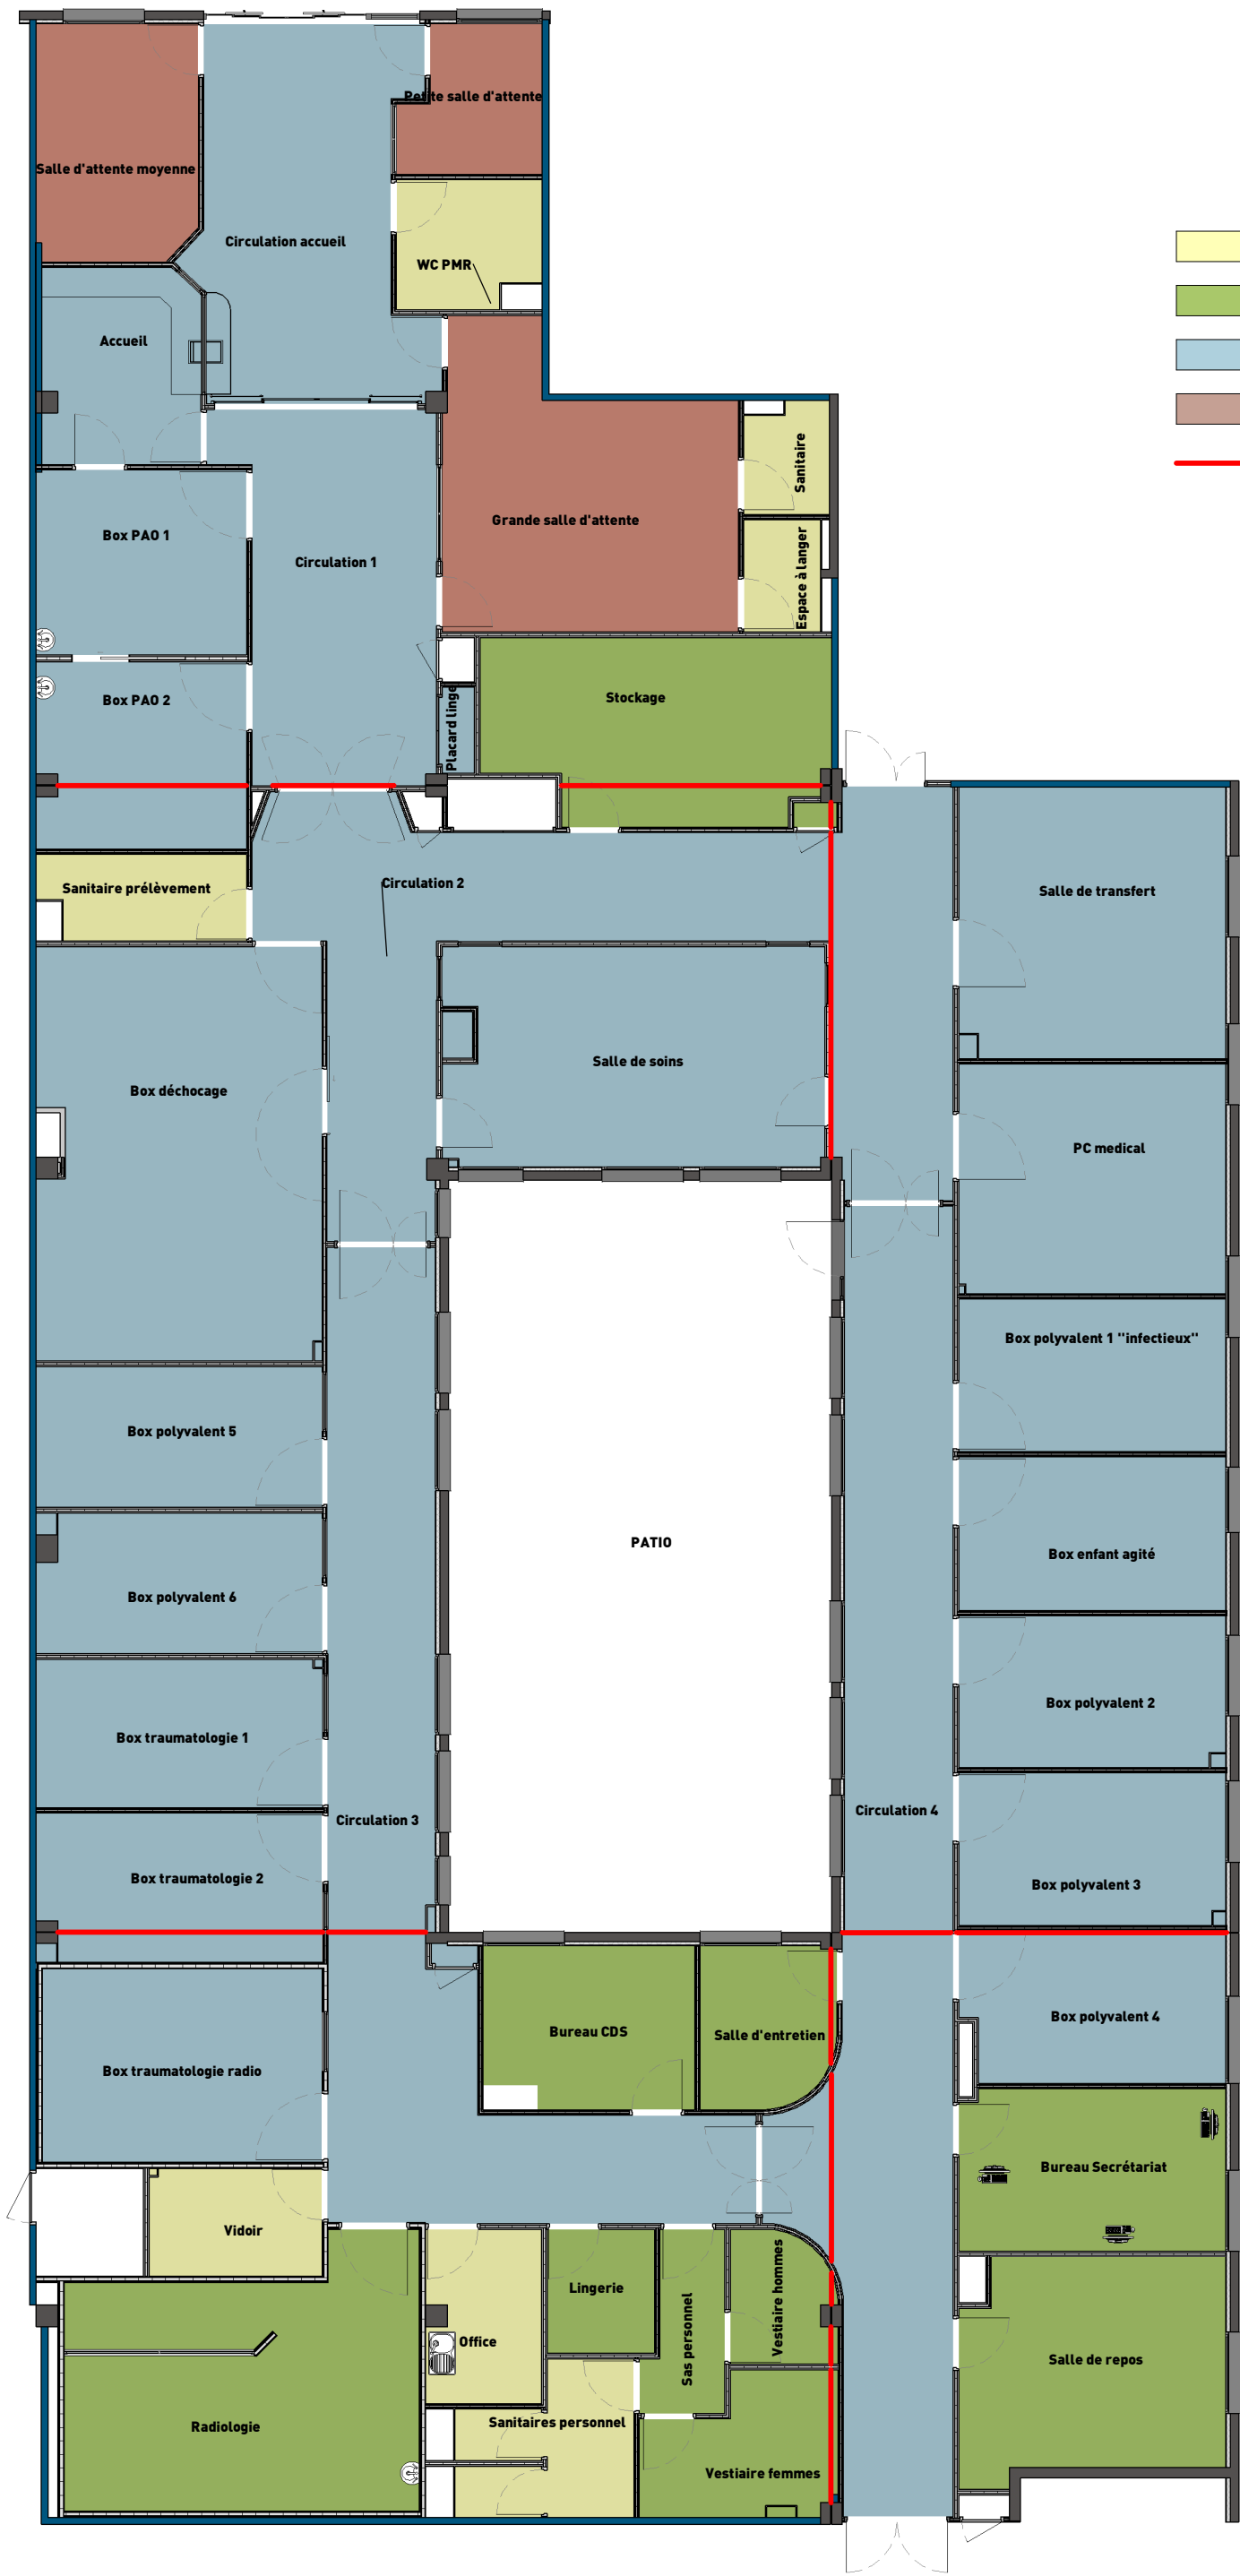 Petite salle d'attente
Salle d'attente moyenne
Circulation accueil
WC PMR
Accueil
Sanitaire
Grande salle d'attente
Box PAO 1
Circulation 1
Espace à langer
Box PAO 2
Stockage
Placard linge
Circulation 2
Sanitaire prélèvement
Salle de transfert
Salle de soins
Box déchocage
PC medical
Box polyvalent 1 "infectieux"
Box polyvalent 5
PATIO
Box enfant agité
Box polyvalent 6
Box polyvalent 2
Box traumatologie 1
Circulation 4
Circulation 3
Box traumatologie 2
Box polyvalent 3
Box polyvalent 4
Bureau CDS
Salle d'entretien
Box traumatologie radio
Bureau Secrétariat
Vidoir
Lingerie
Vestiaire hommes
Sas personnel
Office
Salle de repos
Sanitaires personnel
Radiologie
Vestiaire femmes